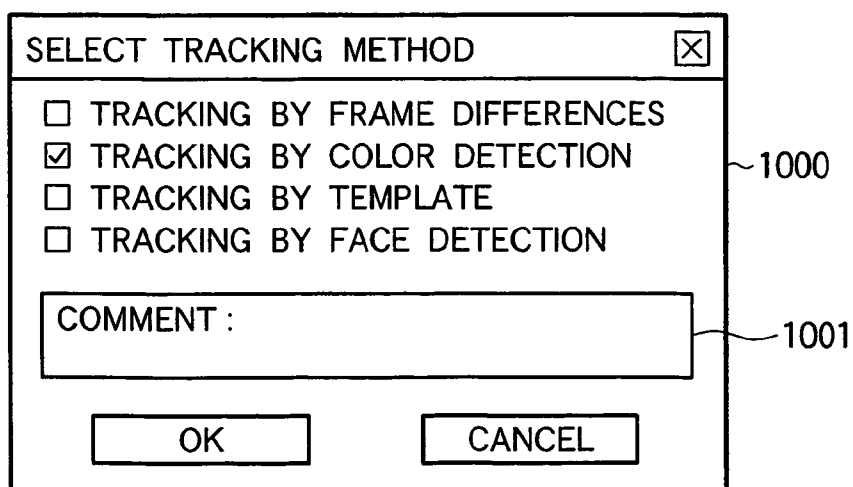 SELECT TRACKING METHOD
TRACKING BY FRAME DIFFERENCES
TRACKING BY COLOR DETECTION
TRACKING BY TEMPLATE
TRACKING BY FACE DETECTION
1000
COMMENT :
1001
OK CANCEL